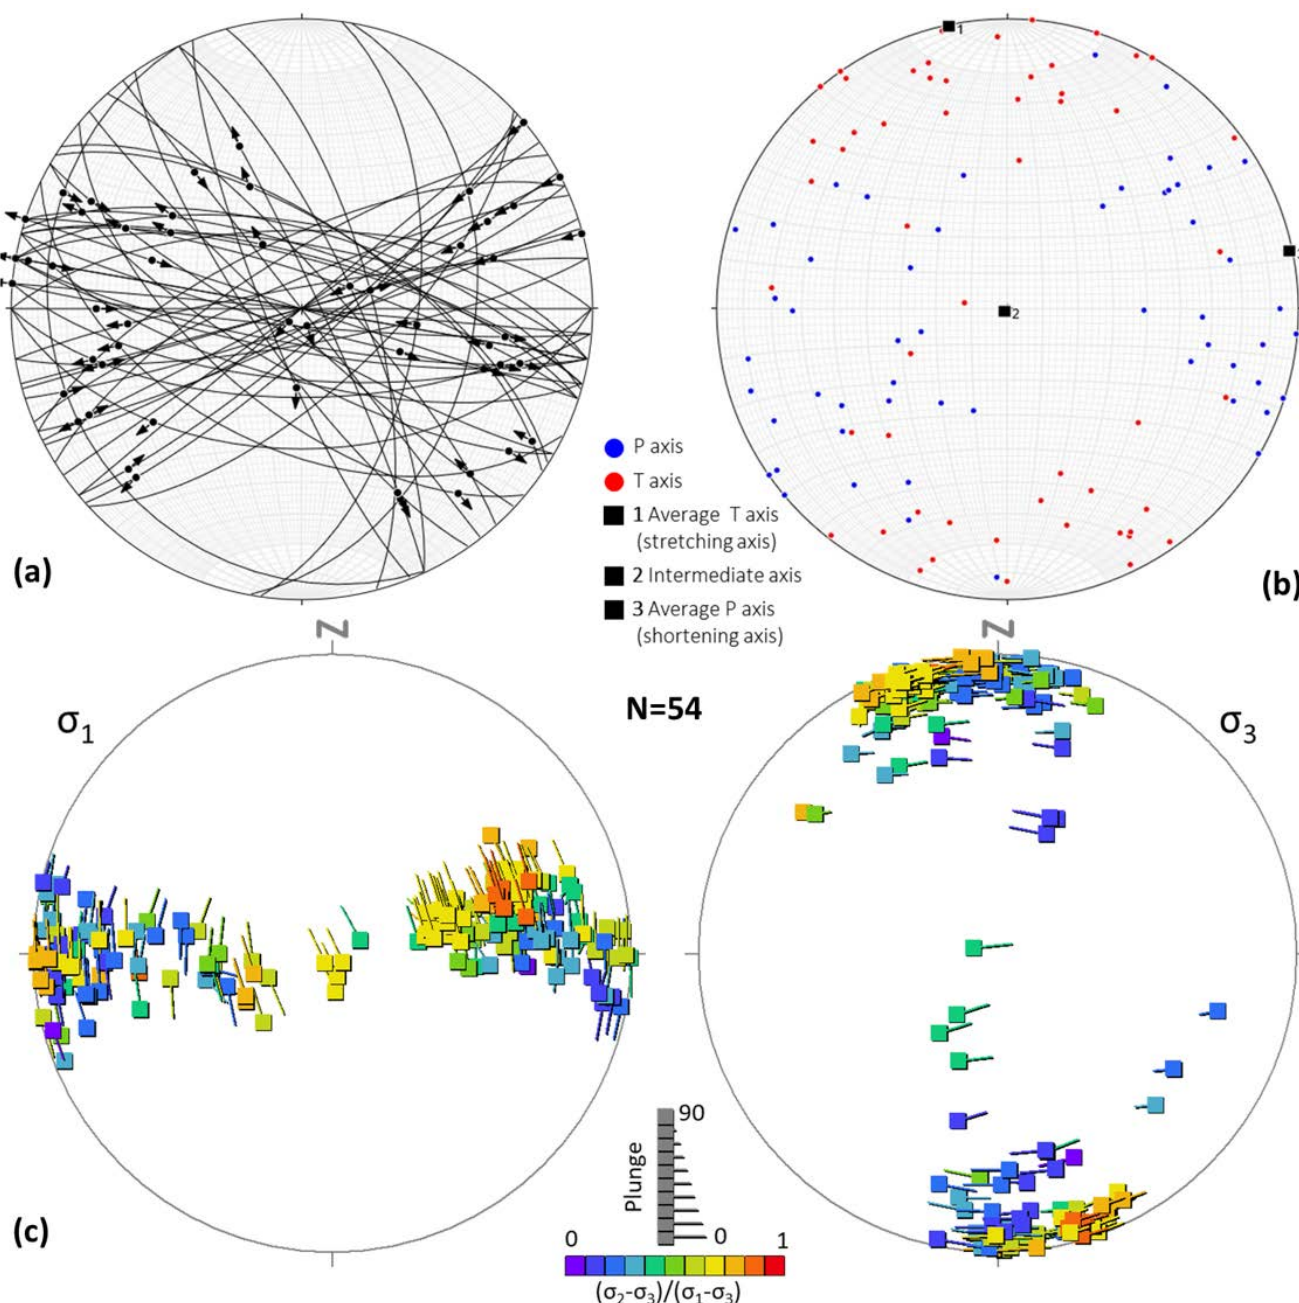 1
3
2
P axis
T axis
1 Average T axis
(stretching axis)
2 Intermediate axis
3 Average P axis
(shortening axis)
(a)
(b)
N
N
σ1
N=54
σ3
90
Plunge
0
0
1
(σ2-σ3)/(σ1-σ3)
(c)